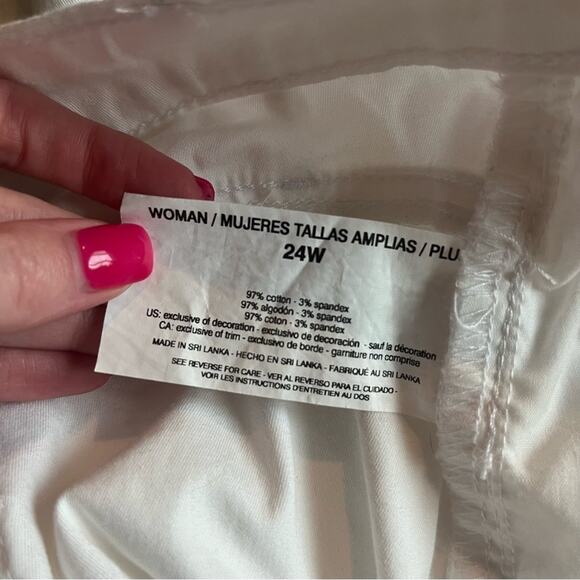 WOMAN / MUJERES TALLAS AMPLIAS / PLU
24W
97% cotton - 3% spandex
97% algodón - 3% spandex
97% coton - 3% spandex
US: exclusive of decoration - exclusivo de decoración - sauf la décoration
CA: exclusive of trim - exclusivo de borde - garniture non comprise
MADE IN SRI LANKA - HECHO EN SRI LANKA - FABRIQUÉ AU SRI LANKA
SEE REVERSE FOR CARE - VER AL REVERSO PARA EL CUIDADO -
VOIR LES INSTRUCTIONS D'ENTRETIEN AU DOS